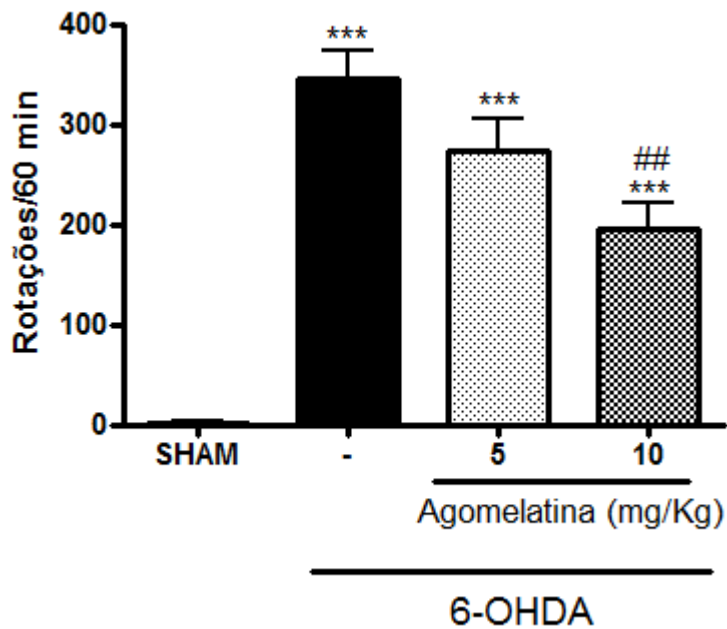 Rotações/60 min
400
300
200
100
0
***
***
##
***
SHAM - 5 10
Agomelatina (mg/Kg)
6-OHDA